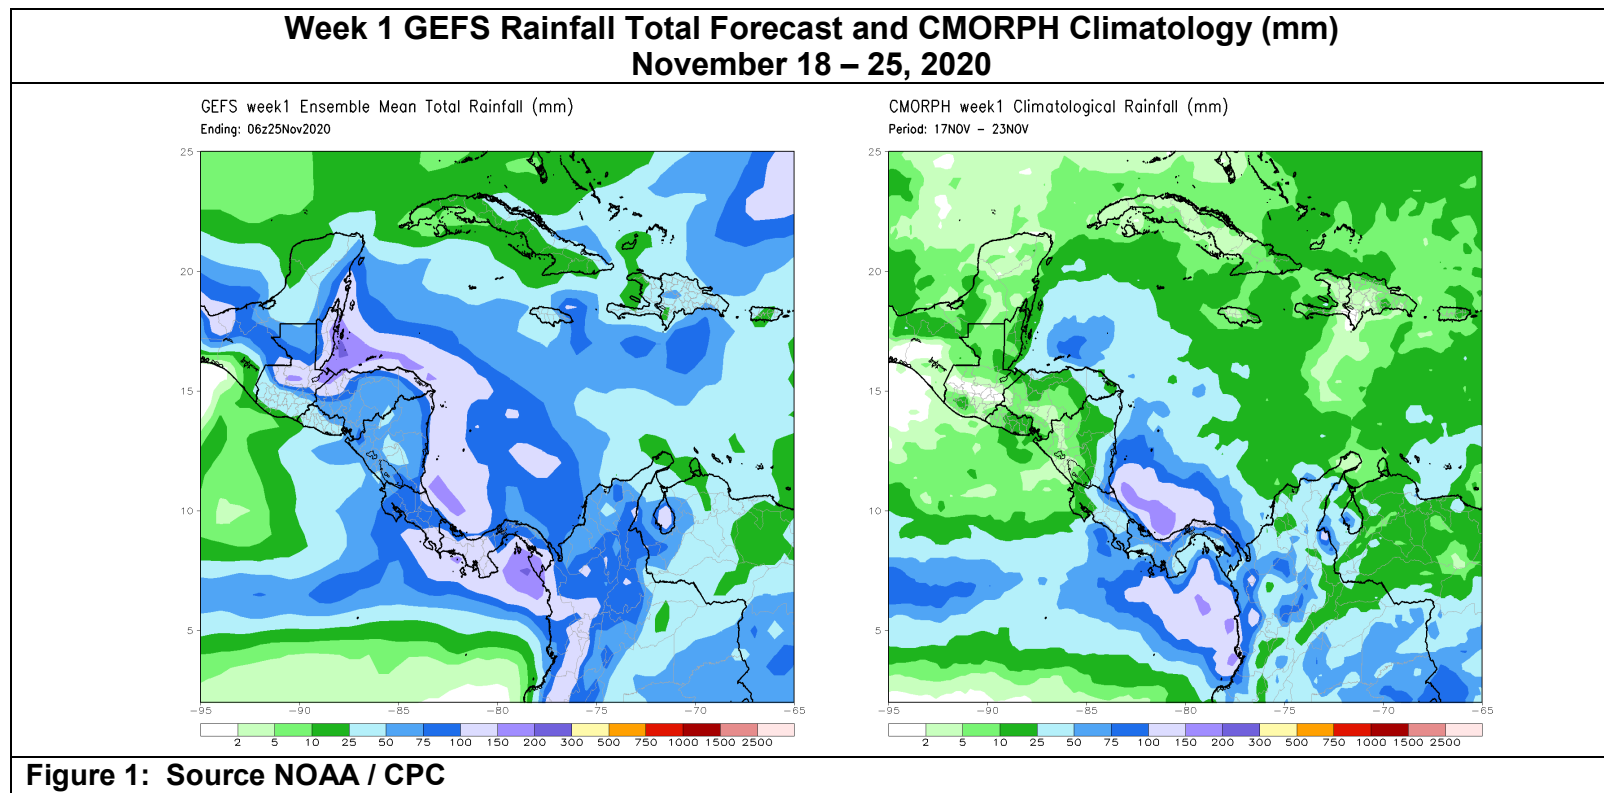 Week 1 GEFS Rainfall Total Forecast and CMORPH Climatology (mm)
November 18 – 25, 2020
GEFS week1 Ensemble Mean Total Rainfall (mm)
Ending: 06z25Nov2020
25
20
15
10
5
-95 -90 -85 -80 -75 -70 -65
2 5 10 25 50 75 100 150 200 300 500 750 1000 1500 2500
CMORPH week1 Climatological Rainfall (mm)
Period: 17NOV - 23NOV
25
20
15
10
5
-95 -90 -85 -80 -75 -70 -65
2 5 10 25 50 75 100 150 200 300 500 750 1000 1500 2500
Figure 1: Source NOAA / CPC